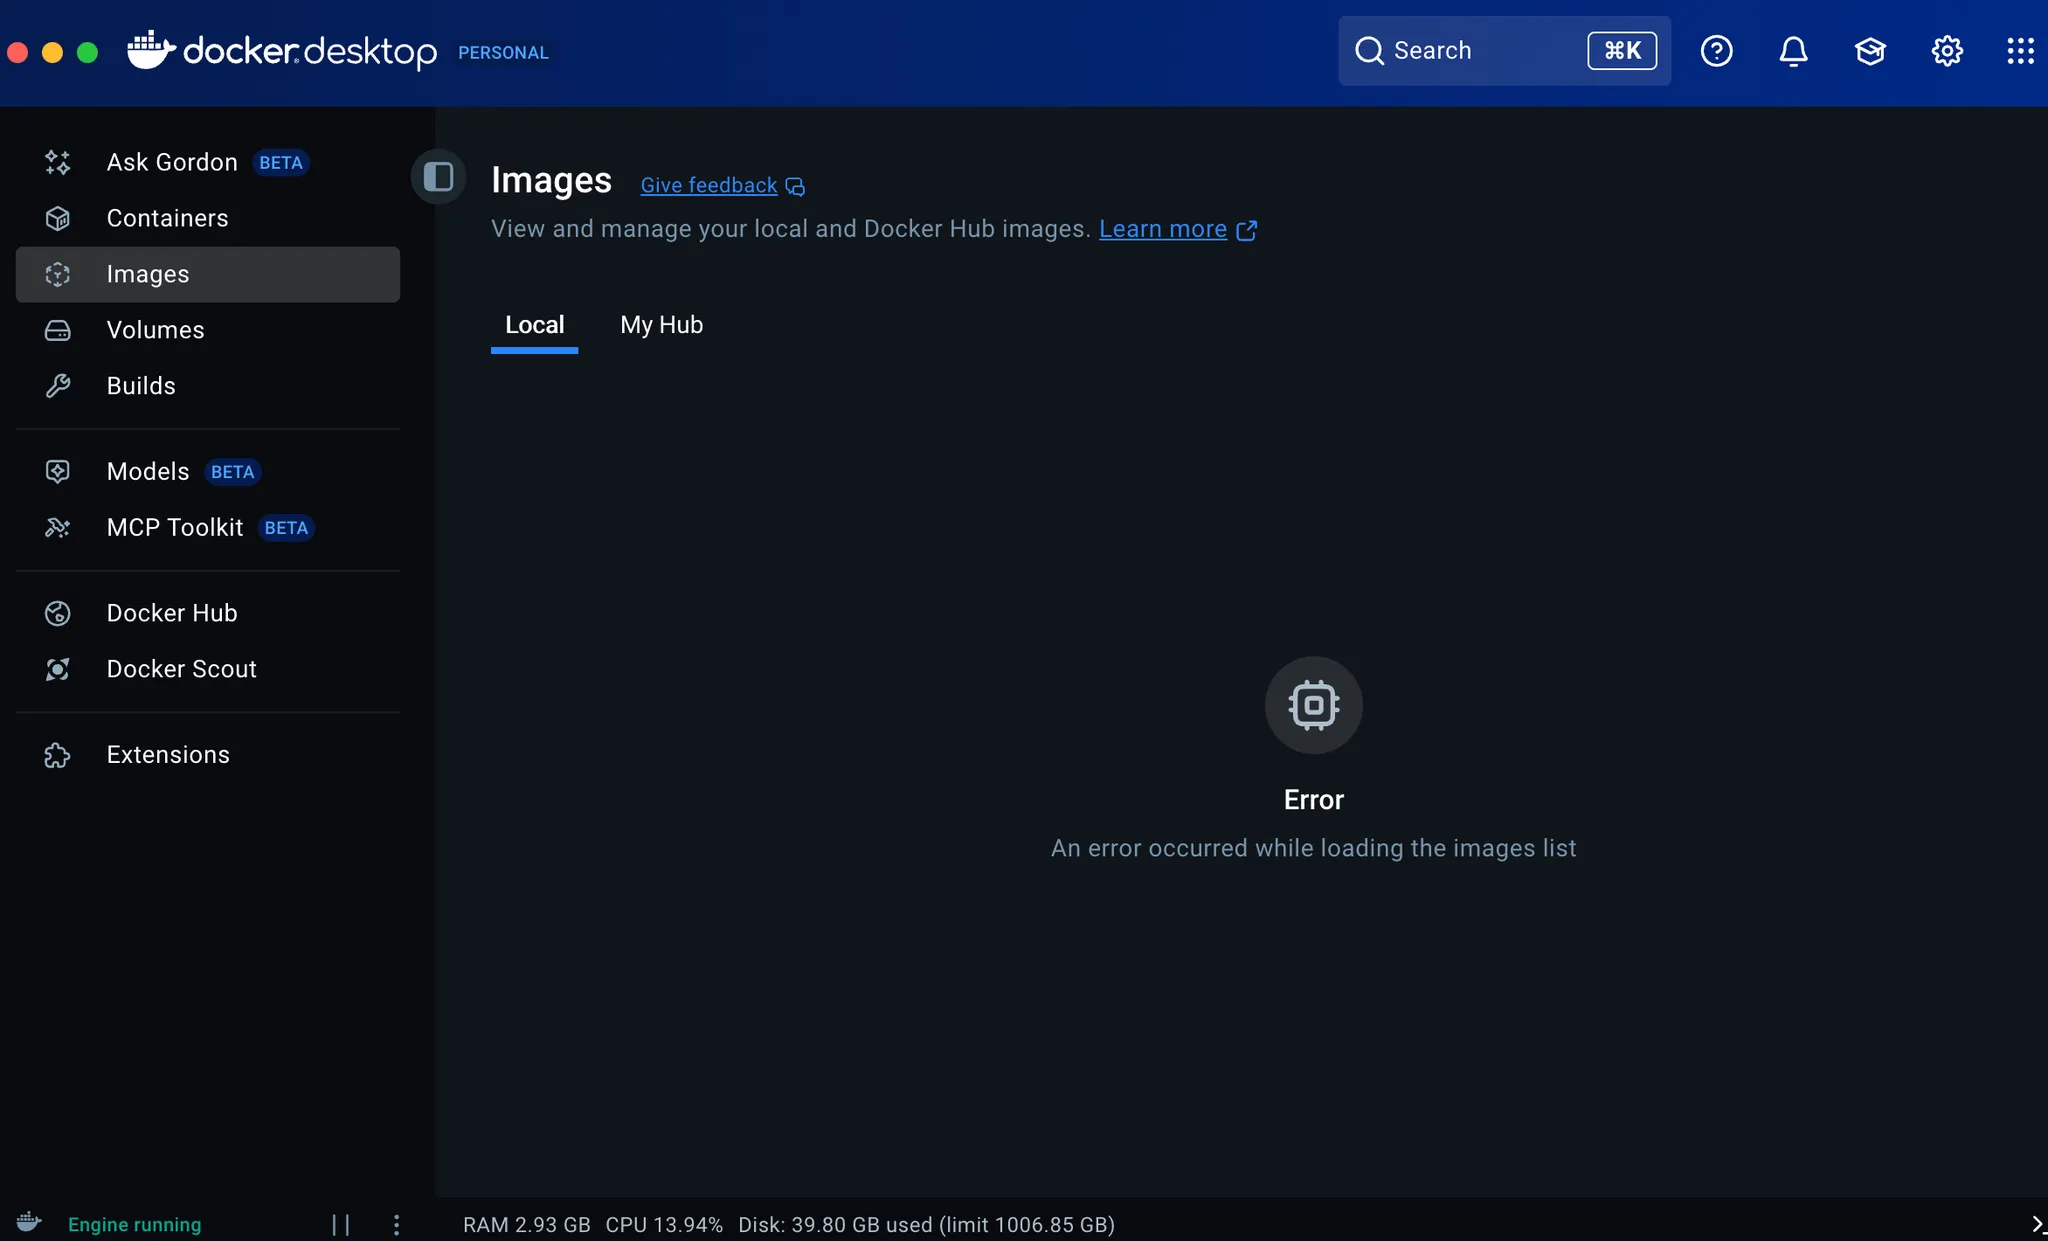 docker.desktop PERSONAL
Search ⌘K
Ask Gordon BETA
Containers
Images
Volumes
Builds
Models BETA
MCP Toolkit BETA
Docker Hub
Docker Scout
Extensions
Images Give feedback
View and manage your local and Docker Hub images. Learn more
Local My Hub
Error
An error occurred while loading the images list
Engine running
RAM 2.93 GB CPU 13.94% Disk: 39.80 GB used (limit 1006.85 GB)